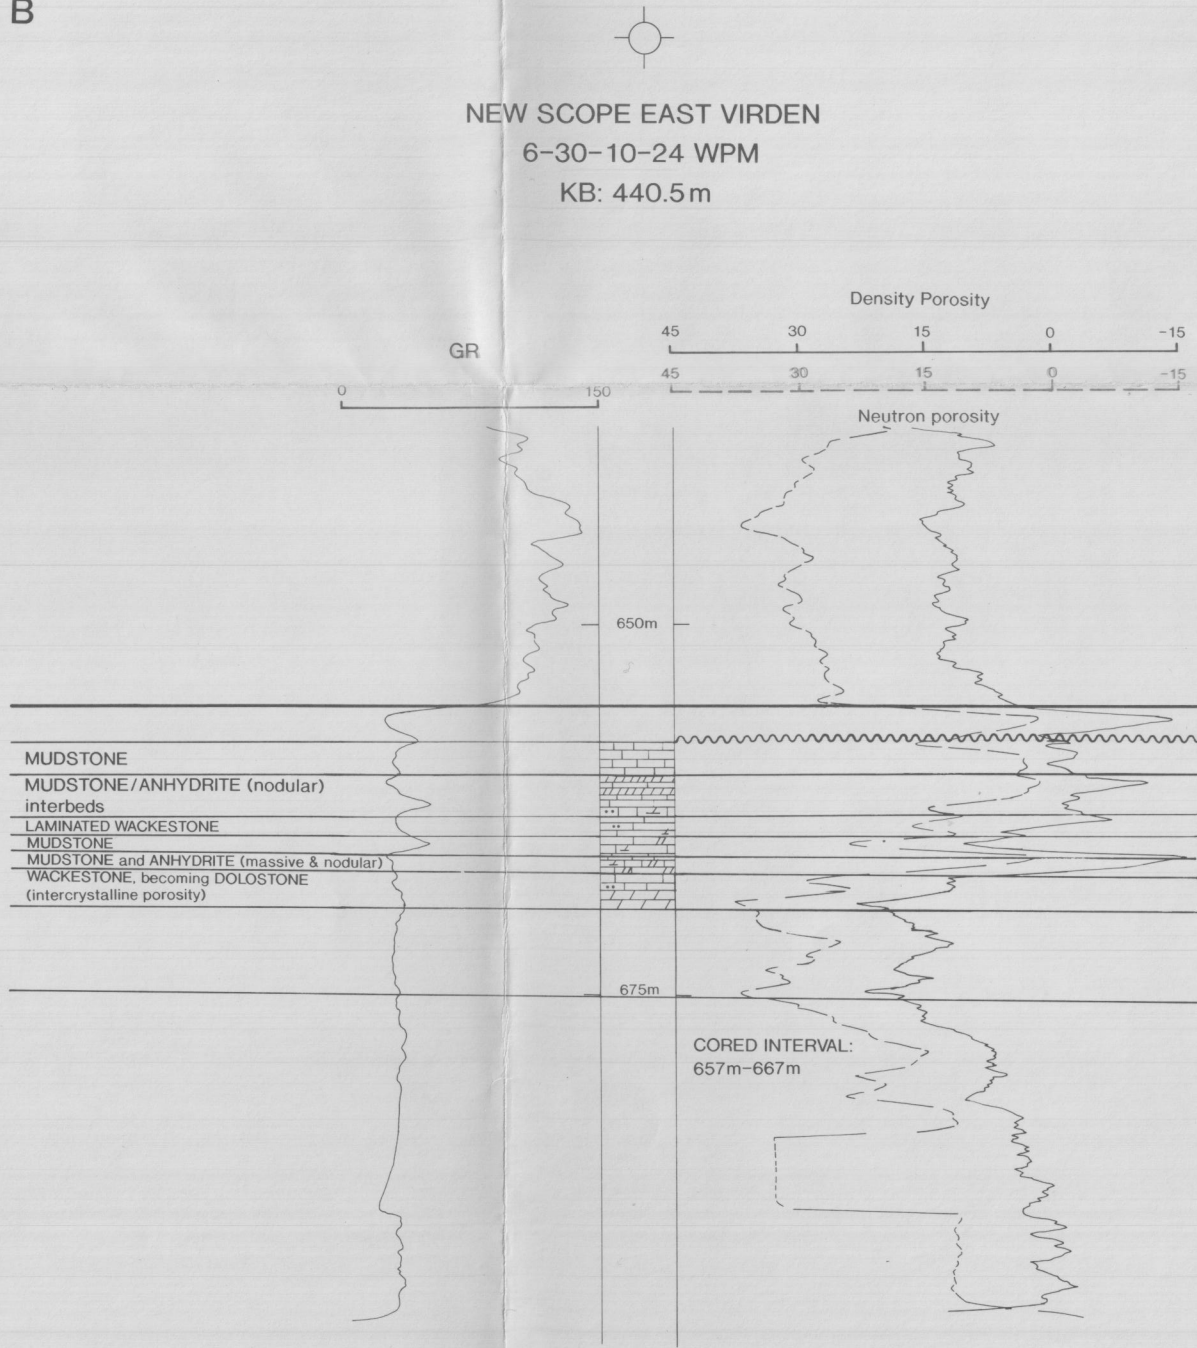 B
NEW SCOPE EAST VIRDEN
6-30-10-24 WPM
KB: 440.5m
Density Porosity
45 30 15 0 -15
GR
45 30 15 0 -15
0 150
Neutron porosity
650m
MUDSTONE
MUDSTONE/ANHYDRITE (nodular)
interbeds
LAMINATED WACKESTONE
MUDSTONE
MUDSTONE and ANHYDRITE (massive & nodular)
WACKESTONE, becoming DOLOSTONE
(intercrystalline porosity)
675m
CORED INTERVAL:
657m-667m